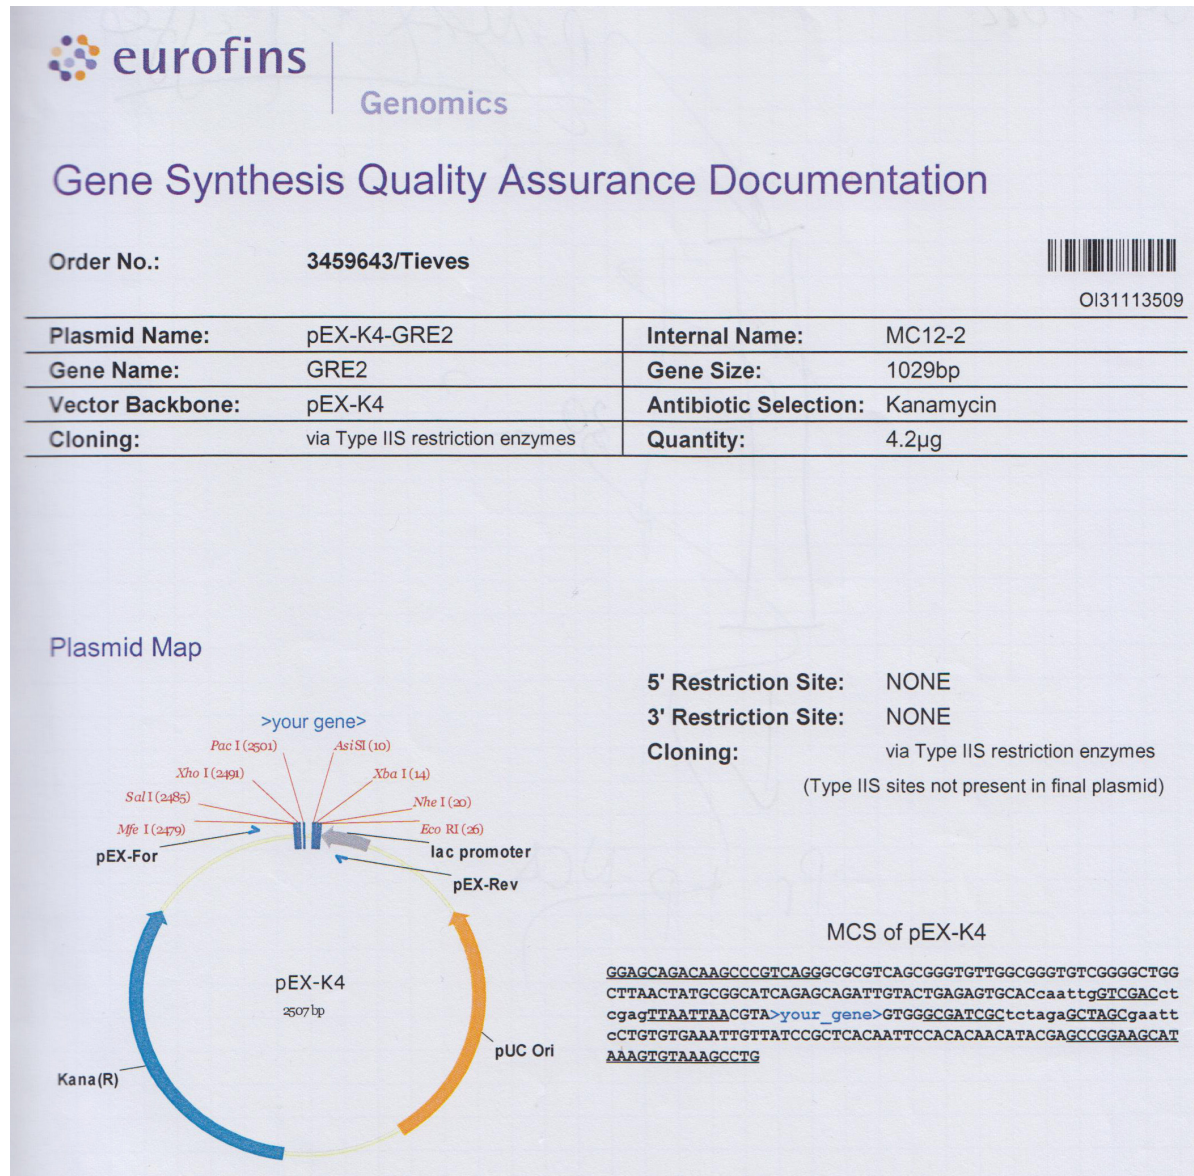 eurofins
Genomics
Gene Synthesis Quality Assurance Documentation
Order No.: 3459643/Tieves
OI31113509
Plasmid Name: pEX-K4-GRE2 Internal Name: MC12-2
Gene Name: GRE2 Gene Size: 1029bp
Vector Backbone: pEX-K4 Antibiotic Selection: Kanamycin
Cloning: via Type IIS restriction enzymes Quantity: 4.2µg
Plasmid Map
5' Restriction Site: NONE
3' Restriction Site: NONE
Cloning: via Type IIS restriction enzymes
(Type IIS sites not present in final plasmid)
>your gene>
Pac I (2501) AsiSI (10)
Xho I (2491) Xba I (14)
Sal I (2485) Nhe I (20)
Mfe I (2479) Eco RI (26)
pEX-For lac promoter
pEX-Rev
pEX-K4
2507 bp
pUC Ori
Kana(R)
MCS of pEX-K4
GGAGCAGACAAGCCCGTCAGGGCGCGTCAGCGGGTGTTGGCGGGTGTCGGGGCTGG
CTTAACTATGCGGCATCAGAGCAGATTGTACTGAGAGTGCACcaattgGTCGACct
cgagTTAATTAACGTA>your_gene>GTGGGCGATCGCtctagaGCTAGCgaatt
cCTGTGTGAAATTGTTATCCGCTCACAATTCCACACAACATACGAGCCGGAAGCAT
AAAGTGTAAAGCCTG